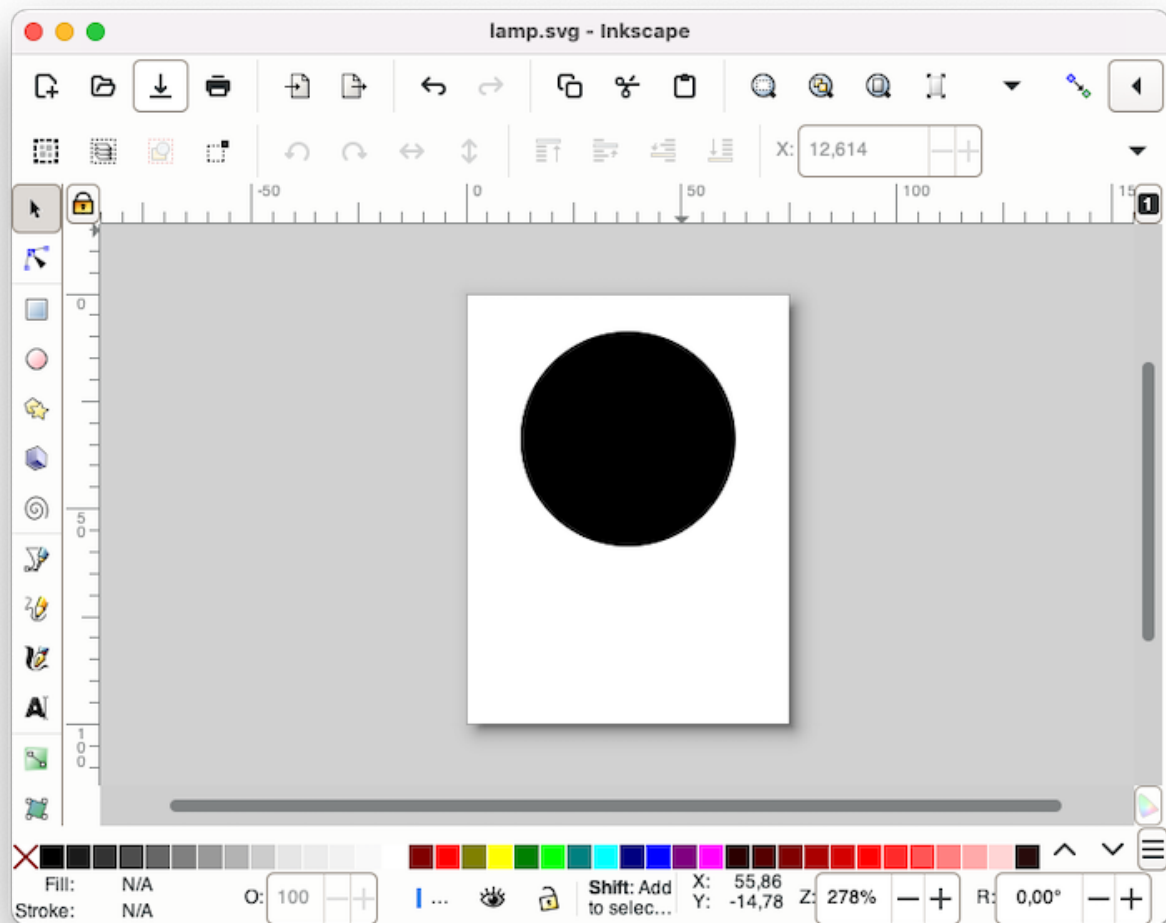 lamp.svg - Inkscape
X: 12,614
-50 0 50 100 15
1
0
5
0
1
0
0
A
Fill: N/A
Stroke: N/A
O: 100
...
Shift: Add
to selec...
X: 55,86
Y: -14,78
Z: 278%
R: 0,00°